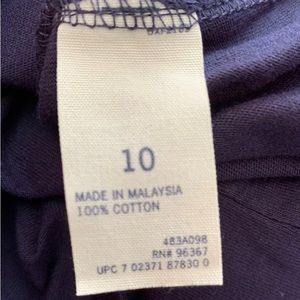 10
MADE IN MALAYSIA
100% COTTON
483A098
RN# 96367
UPC 7 02371 87830 0